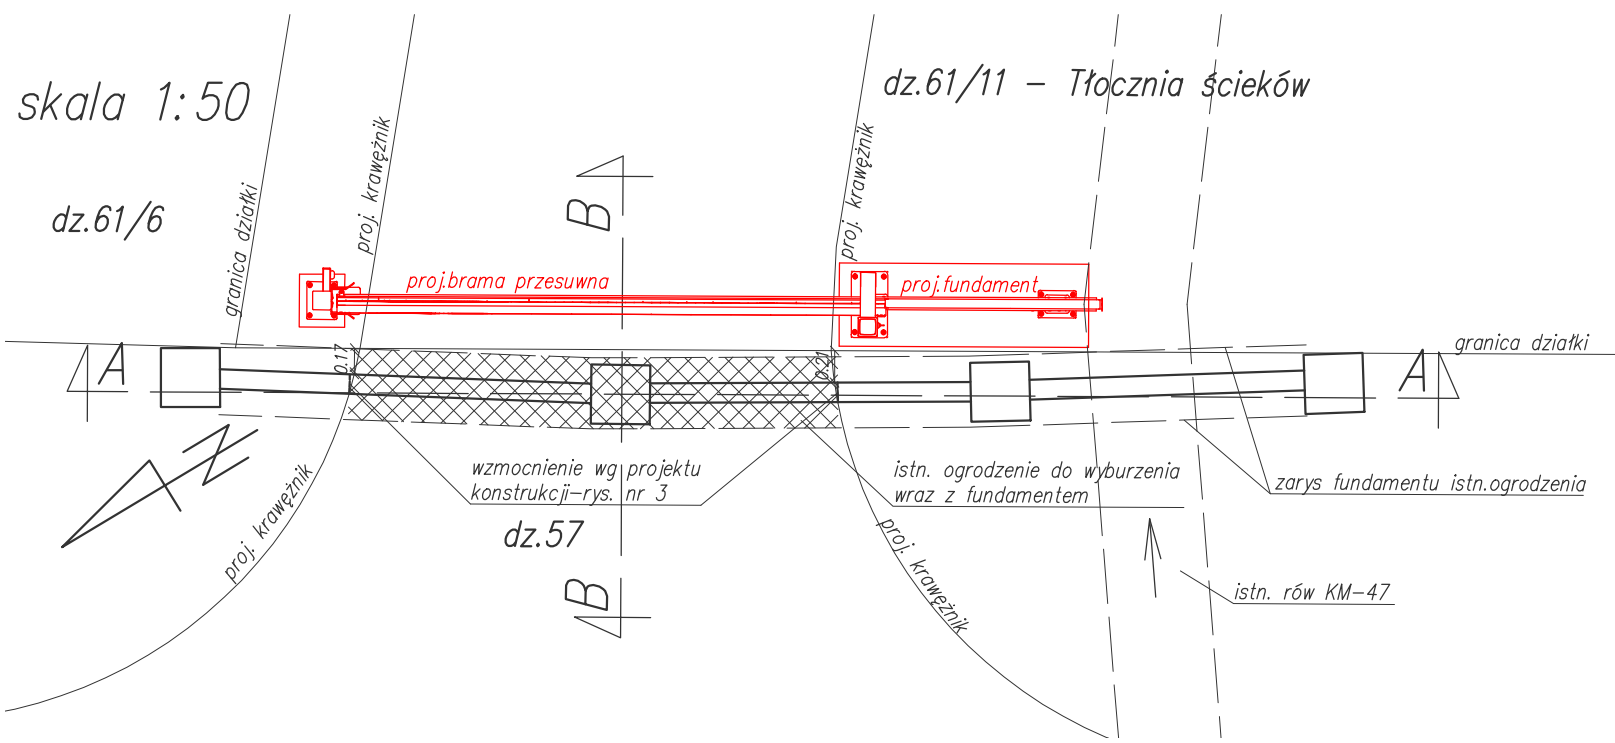 dz.61/11 – Tłocznia ścieków
skala 1:50
dz.61/6
granica działki
proj. krawężnik
proj. krawężnik
B
proj.brama przesuwna
proj.fundament
granica działki
A
0.17
0.21
A
N
wzmocnienie wg projektu
konstrukcji–rys. nr 3
istn. ogrodzenie do wyburzenia
wraz z fundamentem
zarys fundamentu istn.ogrodzenia
proj. krawężnik
dz.57
proj. krawężnik
B
istn. rów KM–47